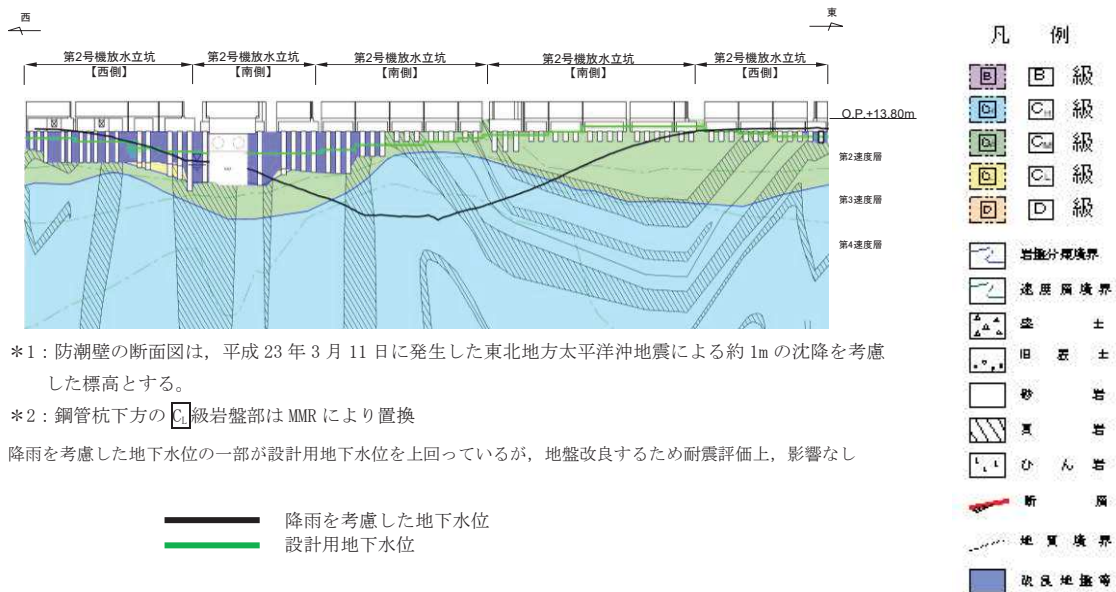 西
東
第2号機放水立坑
【西側】
第2号機放水立坑
【南側】
第2号機放水立坑
【南側】
第2号機放水立坑
【南側】
第2号機放水立坑
【西側】
O.P.+13.80m
第2速度層
第3速度層
第4速度層
*1：防潮壁の断面図は，平成 23 年 3 月 11 日に発生した東北地方太平洋沖地震による約 1m の沈降を考慮
した標高とする。
*2：鋼管杭下方の CL級岩盤部は MMR により置換
降雨を考慮した地下水位の一部が設計用地下水位を上回っているが，地盤改良するため耐震評価上，影響なし
降雨を考慮した地下水位
設計用地下水位
凡 例
B B 級
CH CH 級
CM CM 級
CL CL 級
D D 級
岩盤分類境界
速度層境界
盛 土
旧 表 土
砂 岩
頁 岩
ひ ん 岩
断 層
地 質 境 界
改良地盤等